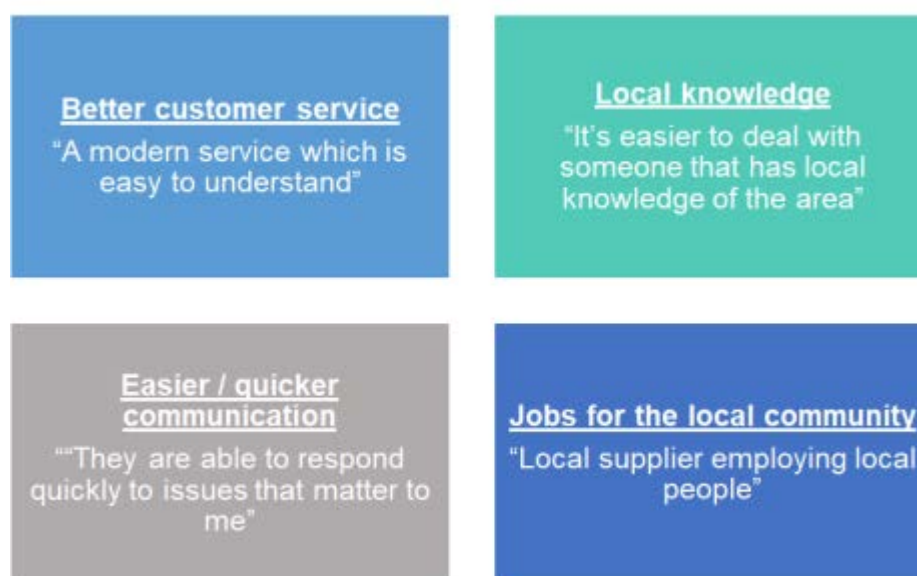 Better customer service
“A modern service which is
easy to understand”
Local knowledge
“It’s easier to deal with
someone that has local
knowledge of the area”
Easier / quicker
communication
““They are able to respond
quickly to issues that matter to
me”
Jobs for the local community
“Local supplier employing local
people”